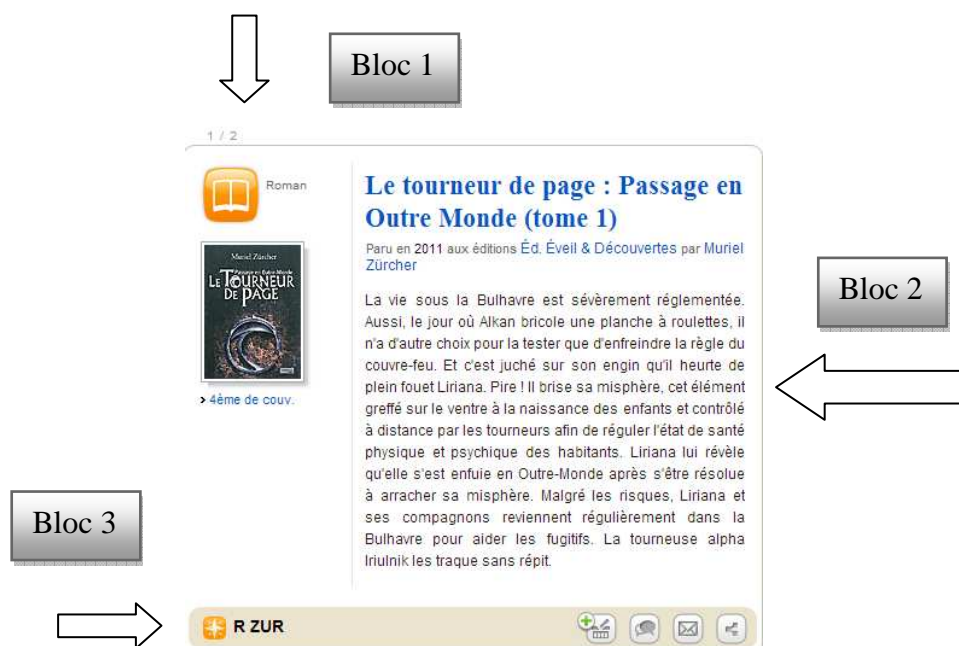 Bloc 1
1 / 2
Roman
Le tourneur de page : Passage en
Outre Monde (tome 1)
Paru en 2011 aux éditions Éd. Éveil & Découvertes par Muriel
Zürcher
Muriel Zürcher
Passage en Outre-Monde
LE TOURNEUR
DE PAGE
> 4ème de couv.
La vie sous la Bulhavre est sévèrement réglementée.
Aussi, le jour où Alkan bricole une planche à roulettes, il
n'a d'autre choix pour la tester que d'enfreindre la règle du
couvre-feu. Et c'est juché sur son engin qu'il heurte de
plein fouet Liriana. Pire ! Il brise sa misphère, cet élément
greffé sur le ventre à la naissance des enfants et contrôlé
à distance par les tourneurs afin de réguler l'état de santé
physique et psychique des habitants. Liriana lui révèle
qu'elle s'est enfuie en Outre-Monde après s'être résolue
à arracher sa misphère. Malgré les risques, Liriana et
ses compagnons reviennent régulièrement dans la
Bulhavre pour aider les fugitifs. La tourneuse alpha
Iriulnik les traque sans répit.
Bloc 2
Bloc 3
R ZUR